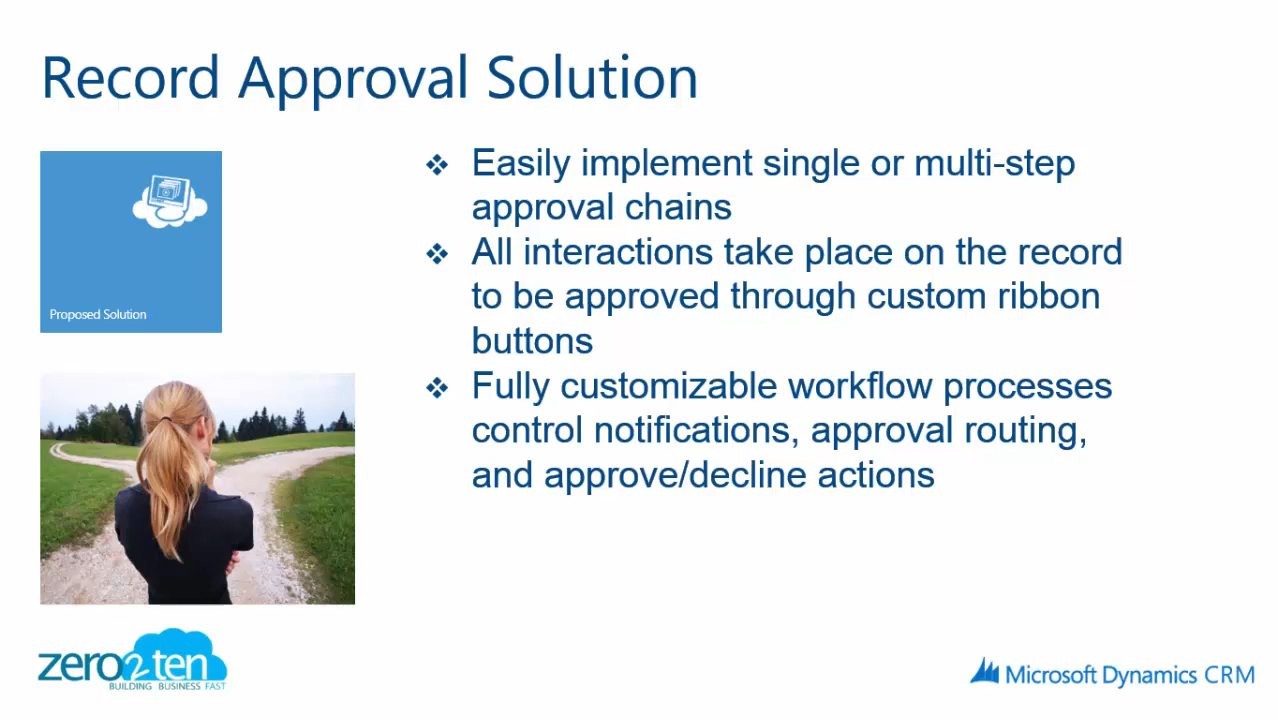 Record Approval Solution
Proposed Solution
❖ Easily implement single or multi-step
approval chains
❖ All interactions take place on the record
to be approved through custom ribbon
buttons
❖ Fully customizable workflow processes
control notifications, approval routing,
and approve/decline actions
zero2ten
BUILDING BUSINESS FAST
Microsoft Dynamics CRM